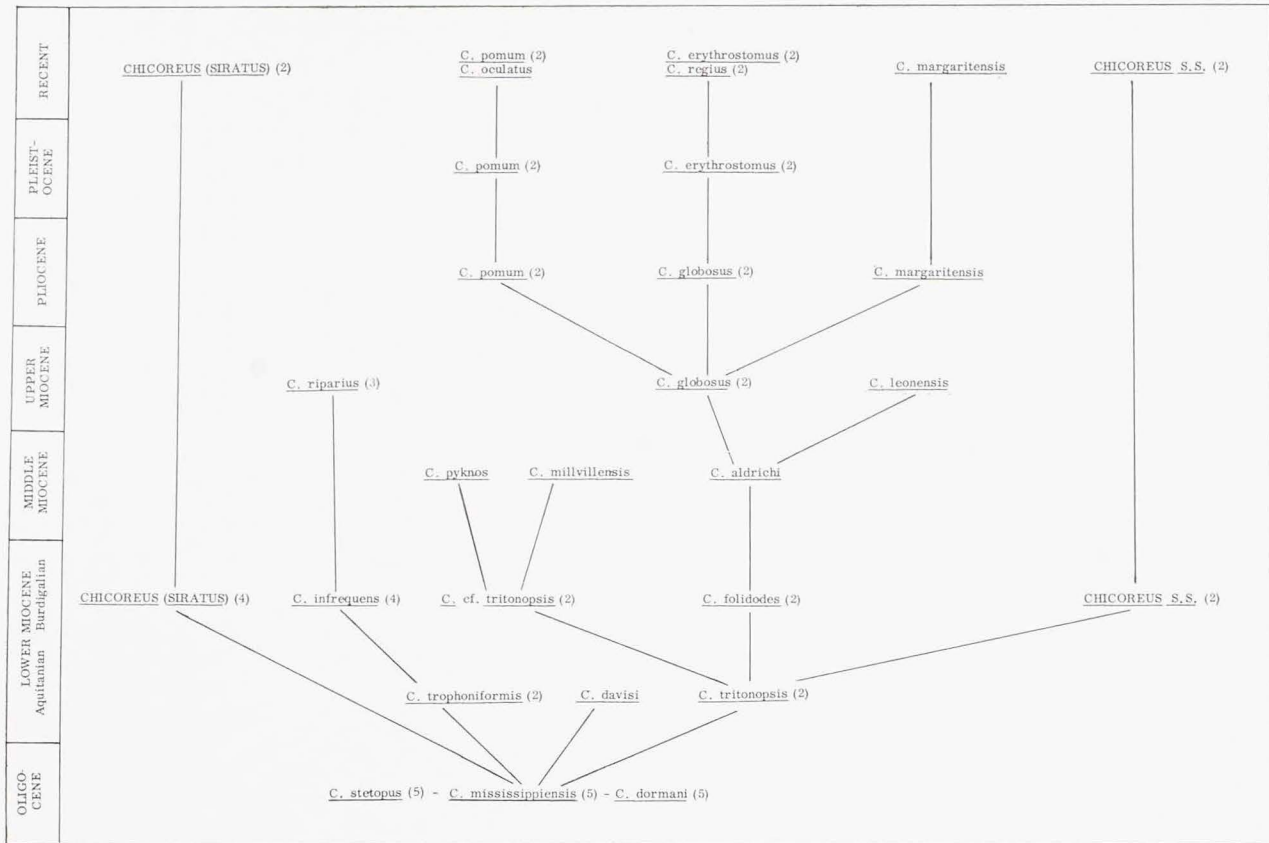 RECENT
CHICOREUS (SIRATUS) (2)
C. pomum (2)
C. oculatus
C. erythrostomus (2)
C. regius (2)
C. margaritensis
CHICOREUS S.S. (2)
PLEIST-
OCENE
C. pomum (2)
C. erythrostomus (2)
PLIOCENE
C. pomum (2)
C. globosus (2)
C. margaritensis
UPPER
MIOCENE
C. riparius (3)
C. globosus (2)
C. leonensis
MIDDLE
MIOCENE
C. pyknos
C. millvillensis
C. aldrichi
LOWER MIOCENE
Aquitanian Burdigalian
CHICOREUS (SIRATUS) (4)
C. infrequens (4)
C. cf. tritonopsis (2)
C. folidodes (2)
CHICOREUS S.S. (2)
C. trophoniformis (2)
C. davisi
C. tritonopsis (2)
OLIGO-
CENE
C. stetopus (5) - C. mississippiensis (5) - C. dormani (5)